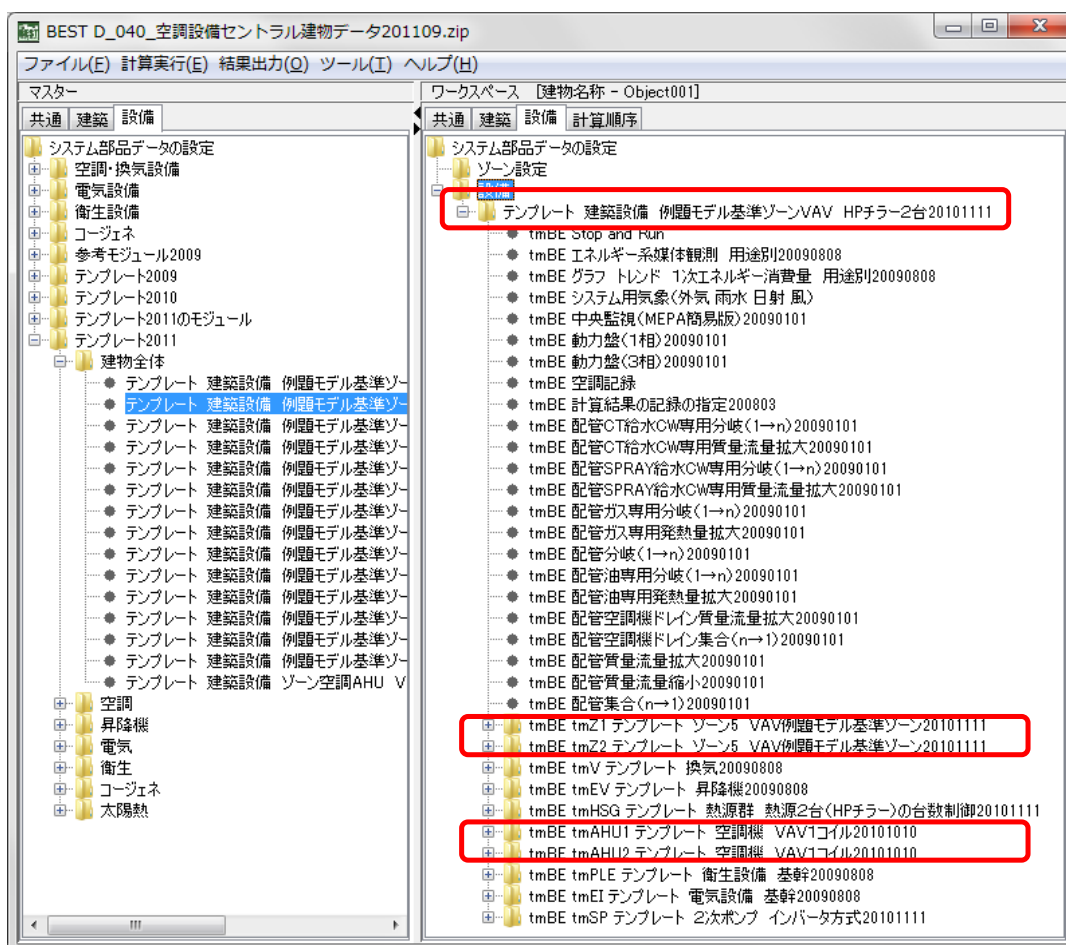 BEST D_040_空調設備セントラル建物データ201109.zip
ファイル(F) 計算実行(E) 結果出力(O) ツール(T) ヘルプ(H)
マスター
共通 建築 設備
システム部品データの設定
空調・換気設備
電気設備
衛生設備
コージェネ
参考モジュール2009
テンプレート2009
テンプレート2010
テンプレート2011のモジュール
テンプレート2011
建物全体
テンプレート 建築設備 例題モデル基準ゾー
テンプレート 建築設備 例題モデル基準ゾー
テンプレート 建築設備 例題モデル基準ゾー
テンプレート 建築設備 例題モデル基準ゾー
テンプレート 建築設備 例題モデル基準ゾー
テンプレート 建築設備 例題モデル基準ゾー
テンプレート 建築設備 例題モデル基準ゾー
テンプレート 建築設備 例題モデル基準ゾー
テンプレート 建築設備 例題モデル基準ゾー
テンプレート 建築設備 例題モデル基準ゾー
テンプレート 建築設備 例題モデル基準ゾー
テンプレート 建築設備 例題モデル基準ゾー
テンプレート 建築設備 例題モデル基準ゾー
テンプレート 建築設備 例題モデル基準ゾー
テンプレート 建築設備 ゾーン空調AHU V
空調
昇降機
電気
衛生
コージェネ
太陽熱
ワークスペース [建物名称 - Object001]
共通 建築 設備 計算順序
システム部品データの設定
ゾーン設定
設備
テンプレート 建築設備 例題モデル基準ゾーンVAV HPチラー2台20101111
tmBE Stop and Run
tmBE エネルギー系媒体観測 用途別20090808
tmBE グラフ トレンド 1次エネルギー消費量 用途別20090808
tmBE システム用気象(外気 雨水 日射 風)
tmBE 中央監視(MEPA簡易版)20090101
tmBE 動力盤(1相)20090101
tmBE 動力盤(3相)20090101
tmBE 空調記録
tmBE 計算結果の記録の指定200803
tmBE 配管CT給水CW専用分岐(1→n)20090101
tmBE 配管CT給水CW専用質量流量拡大20090101
tmBE 配管SPRAY給水CW専用分岐(1→n)20090101
tmBE 配管SPRAY給水CW専用質量流量拡大20090101
tmBE 配管ガス専用分岐(1→n)20090101
tmBE 配管ガス専用発熱量拡大20090101
tmBE 配管分岐(1→n)20090101
tmBE 配管油専用分岐(1→n)20090101
tmBE 配管油専用発熱量拡大20090101
tmBE 配管空調機ドレイン質量流量拡大20090101
tmBE 配管空調機ドレイン集合(n→1)20090101
tmBE 配管質量流量拡大20090101
tmBE 配管質量流量縮小20090101
tmBE 配管集合(n→1)20090101
tmBE tmZ1 テンプレート ゾーン5 VAV例題モデル基準ゾーン20101111
tmBE tmZ2 テンプレート ゾーン5 VAV例題モデル基準ゾーン20101111
tmBE tmV テンプレート 換気20090808
tmBE tmEV テンプレート 昇降機20090808
tmBE tmHSG テンプレート 熱源群 熱源2台(HPチラー)の台数制御20101111
tmBE tmAHU1 テンプレート 空調機 VAV1コイル20101010
tmBE tmAHU2 テンプレート 空調機 VAV1コイル20101010
tmBE tmPLE テンプレート 衛生設備 基幹20090808
tmBE tmEI テンプレート 電気設備 基幹20090808
tmBE tmSP テンプレート 2次ポンプ インバータ方式20101111